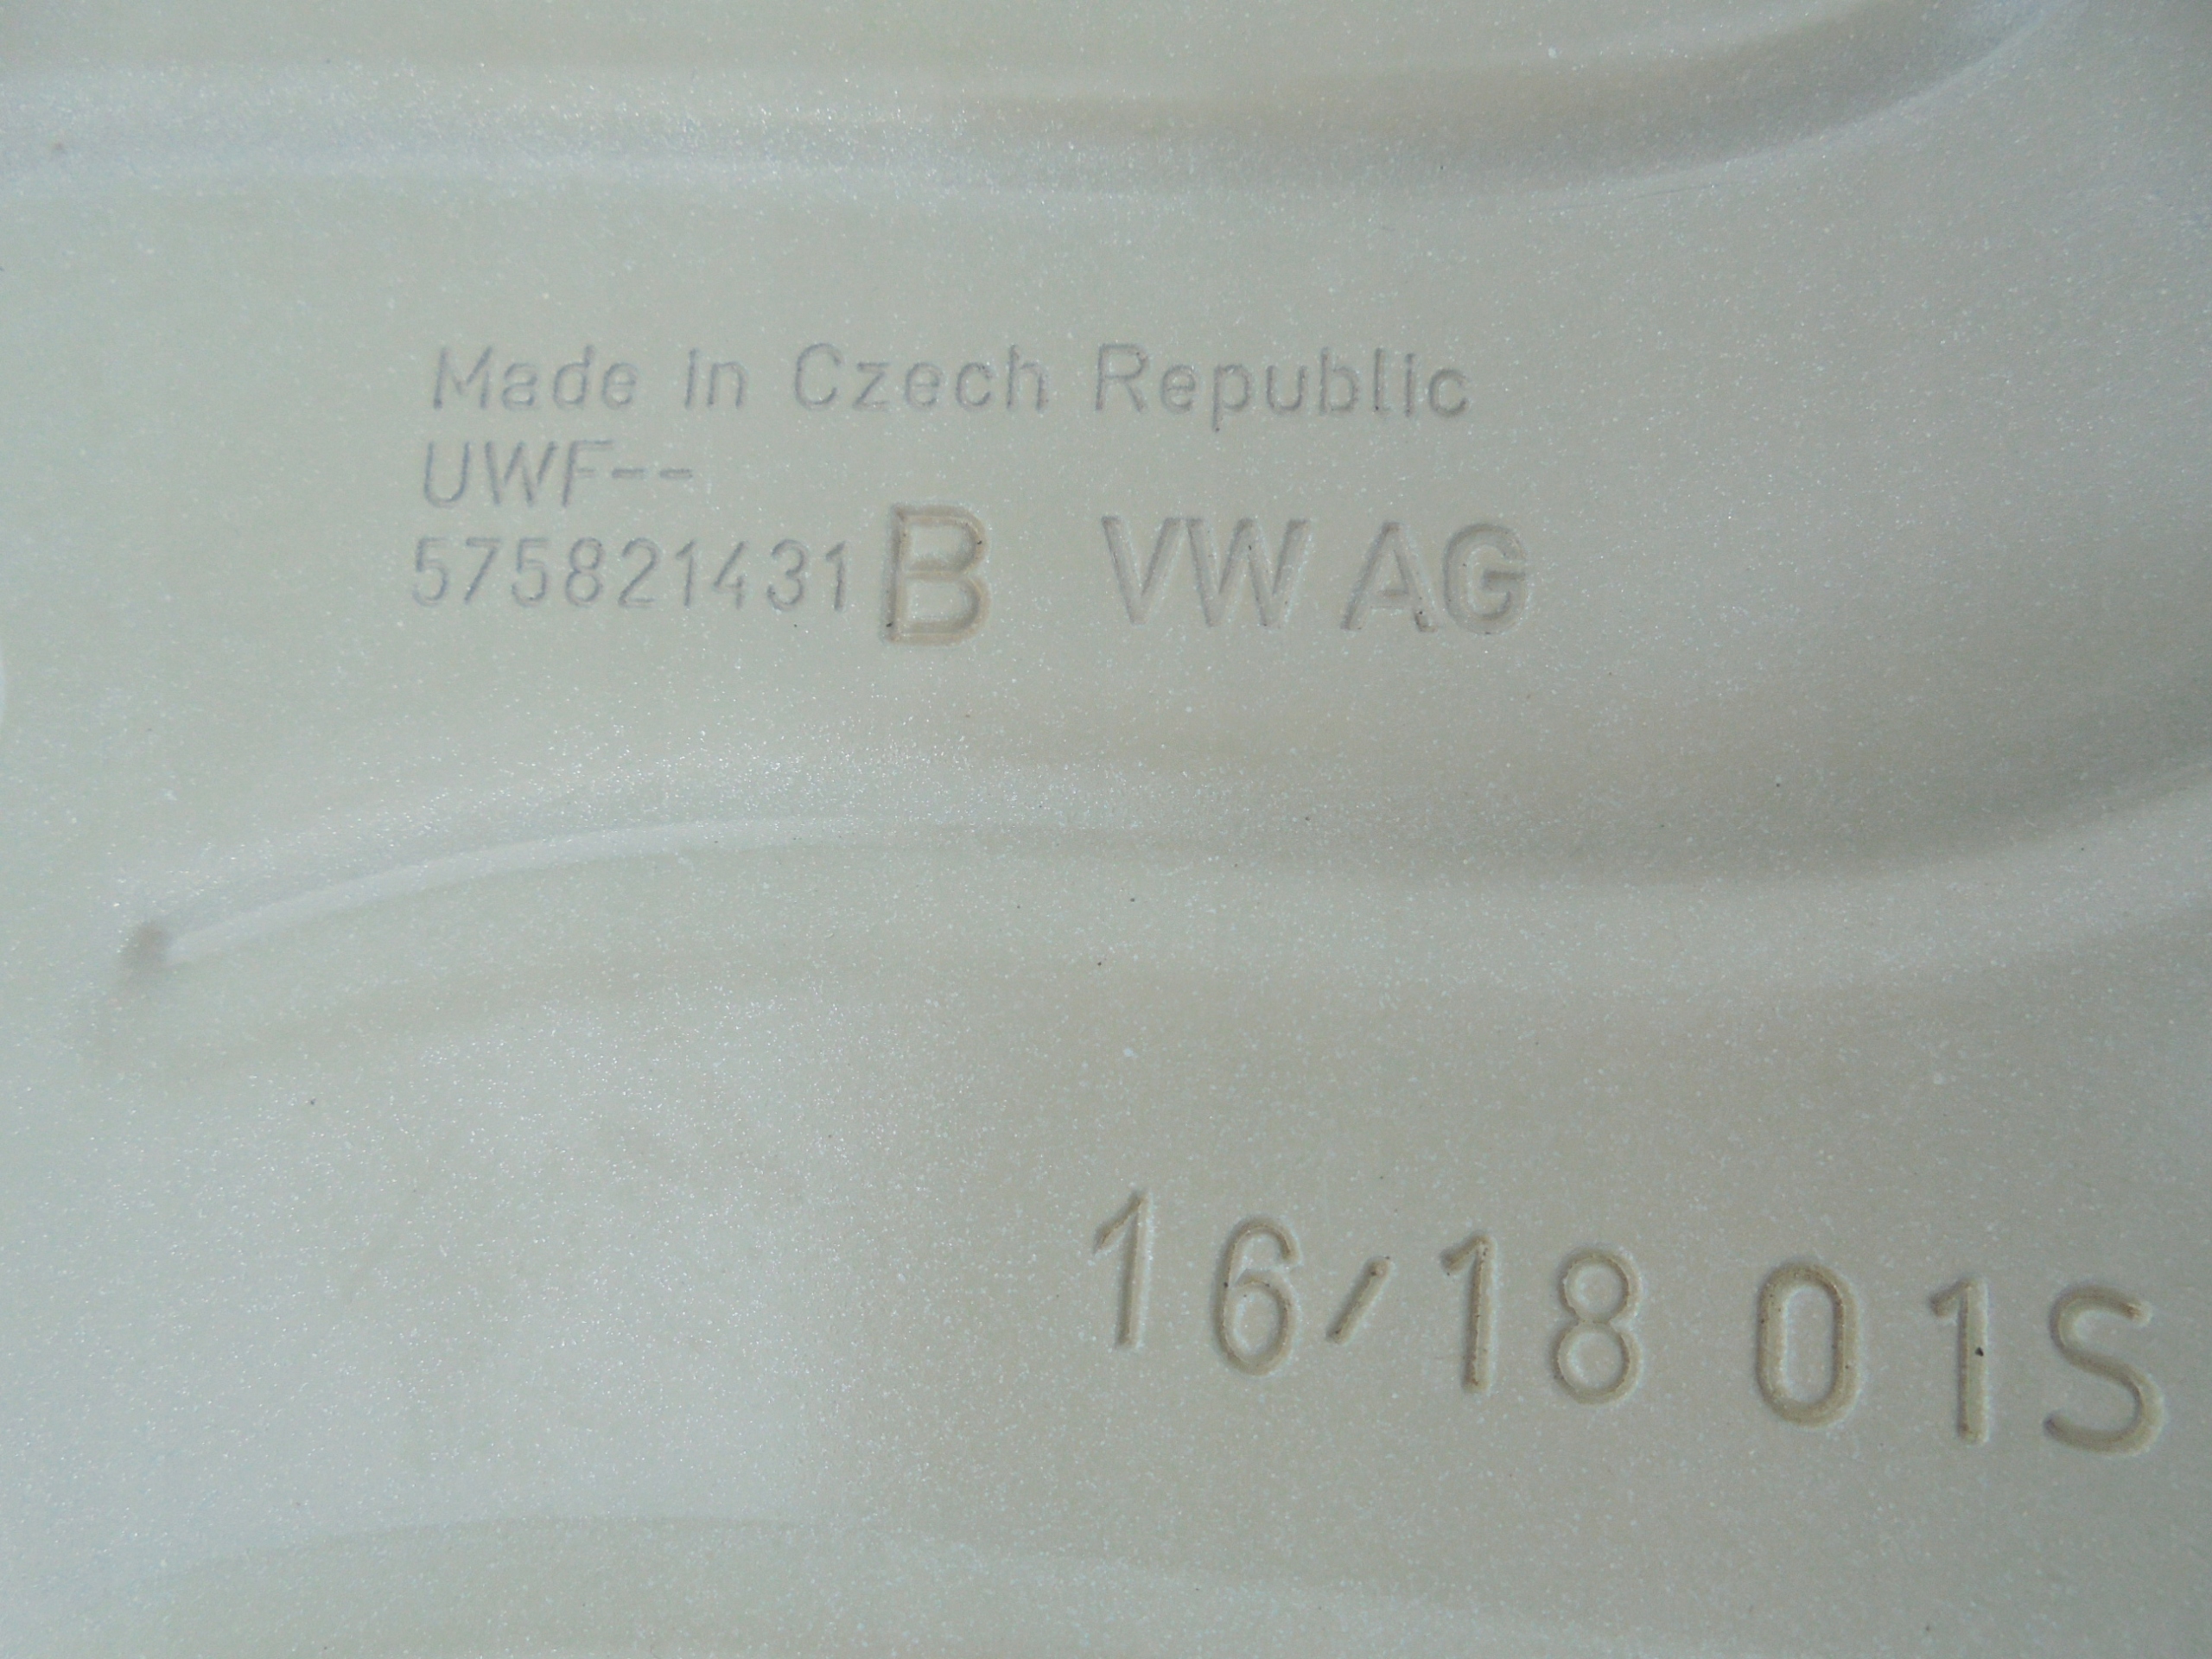 Made in Czech Republic
UWF--
575821431 B VW AG
16/18 01S